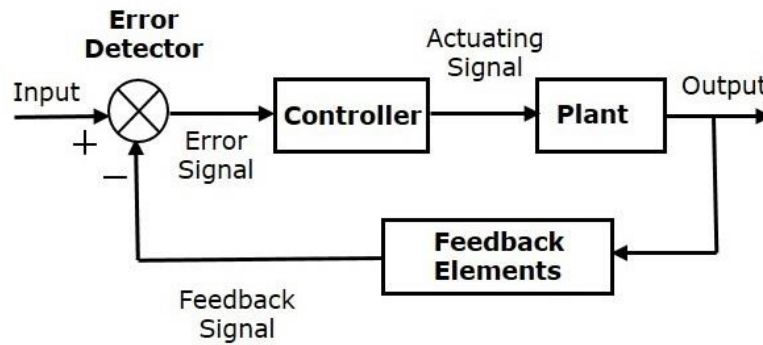 Error
Detector
Input
+
−
Error
Signal
Controller
Actuating
Signal
Plant
Output
Feedback
Elements
Feedback
Signal